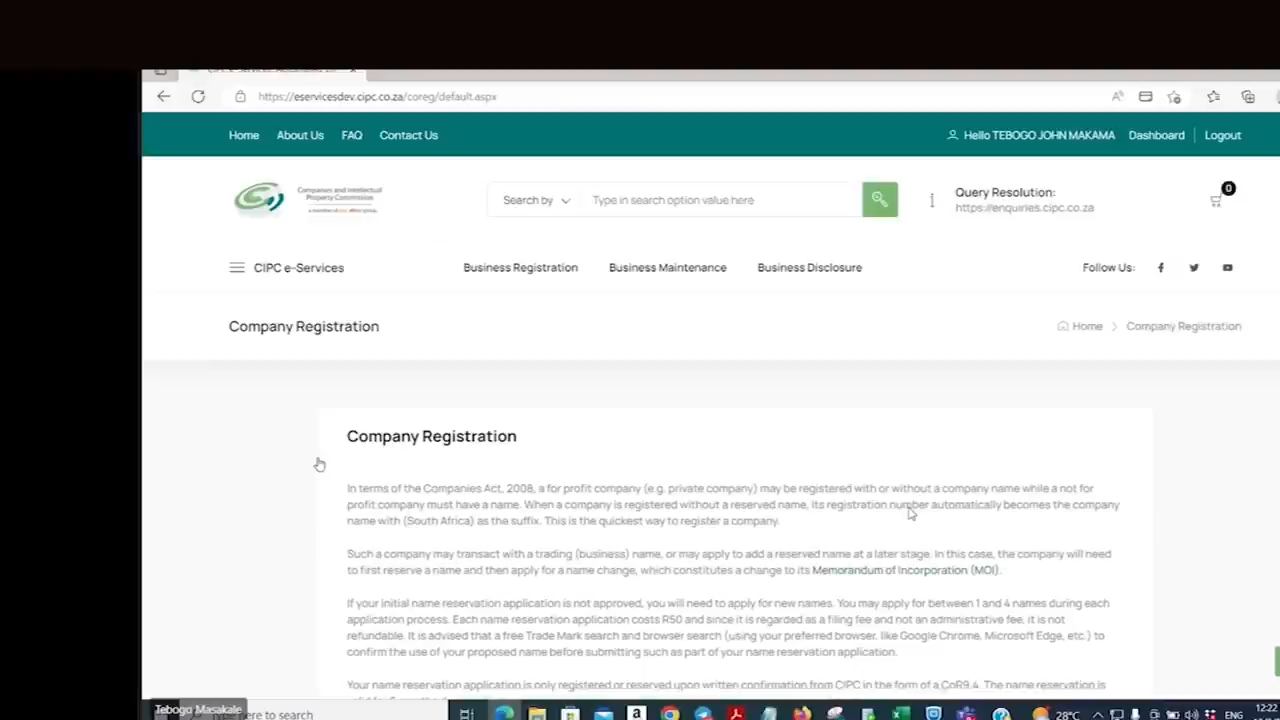 https://eservicesdev.cipc.co.za/coreg/default.aspx
Home About Us FAQ Contact Us Hello TEBOGO JOHN MAKAMA Dashboard Logout
Companies and Intellectual
Property Commission
Search by Type in search option value here
Query Resolution:
https://enquiries.cipc.co.za
0
CIPC e-Services Business Registration Business Maintenance Business Disclosure Follow Us:
Company Registration Home Company Registration
Company Registration
In terms of the Companies Act, 2008, a for profit company (e.g. private company) may be registered with or without a company name while a not for
profit company must have a name. When a company is registered without a reserved name, its registration number automatically becomes the company
name with (South Africa) as the suffix. This is the quickest way to register a company.
Such a company may transact with a trading (business) name, or may apply to add a reserved name at a later stage. In this case, the company will need
to first reserve a name and then apply for a name change, which constitutes a change to its Memorandum of Incorporation (MOI).
If your initial name reservation application is not approved, you will need to apply for new names. You may apply for between 1 and 4 names during each
application process. Each name reservation application costs R50 and since it is regarded as a filing fee and not an administrative fee, it is not
refundable. It is advised that a free Trade Mark search and browser search (using your preferred browser, like Google Chrome, Microsoft Edge, etc.) to
confirm the use of your proposed name before submitting such as part of your name reservation application.
Your name reservation application is only registered or reserved upon written confirmation from CIPC in the form of a CoR9.4. The name reservation is
Tebogo Masakale
here to search
28°C
ENG
12:22